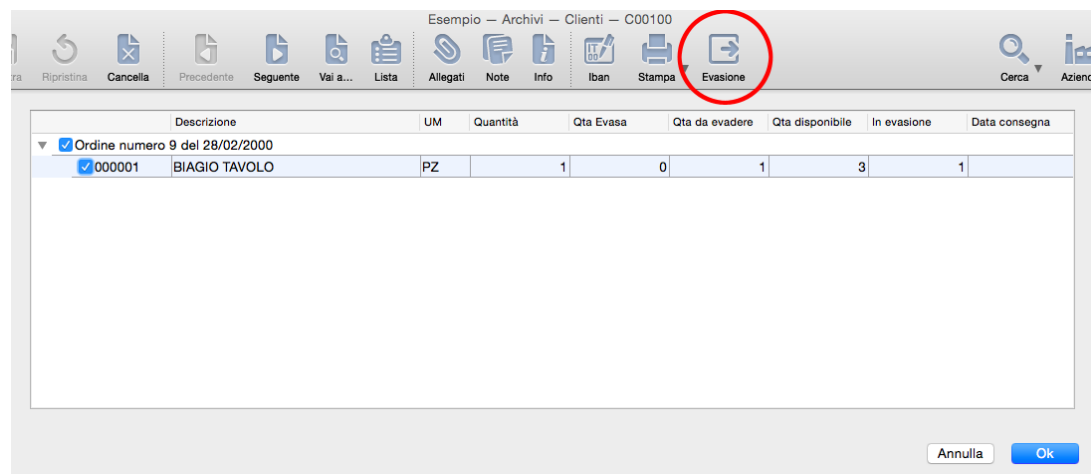 Esempio — Archivi — Clienti — C00100
Ripristina Cancella Precedente Seguente Vai a... Lista Allegati Note Info Iban Stampa Evasione Cerca
Descrizione UM Quantità Qta Evasa Qta da evadere Qta disponibile In evasione Data consegna
Ordine numero 9 del 28/02/2000
000001 BIAGIO TAVOLO PZ 1 0 1 3 1
Annulla Ok